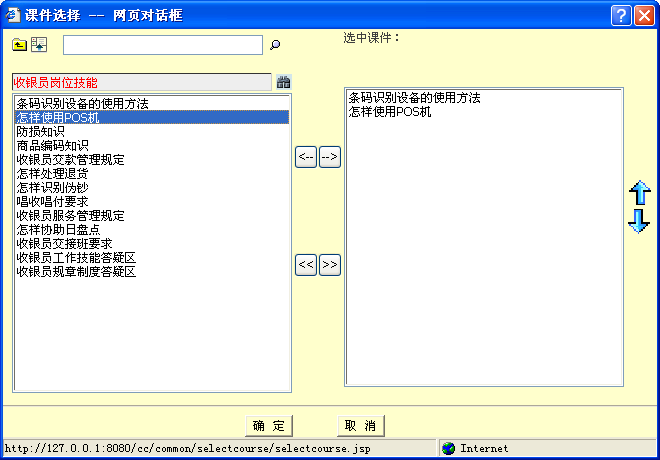 课件选择 -- 网页对话框
选中课件：
收银员岗位技能
条码识别设备的使用方法
怎样使用POS机
防损知识
商品编码知识
收银员交款管理规定
怎样处理退货
怎样识别伪钞
唱收唱付要求
收银员服务管理规定
怎样协助日盘点
收银员交接班要求
收银员工作技能答疑区
收银员规章制度答疑区
<-- -->
<< >>
条码识别设备的使用方法
怎样使用POS机
确 定 取 消
http://127.0.0.1:8080/cc/common/selectcourse/selectcourse.jsp Internet